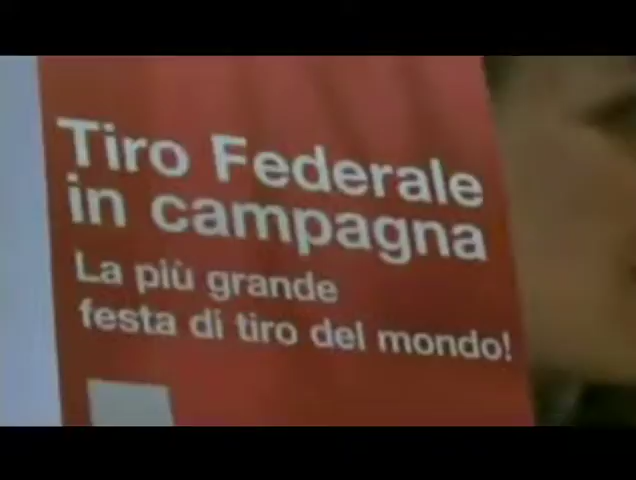 Tiro Federale
in campagna
La più grande
festa di tiro del mondo!